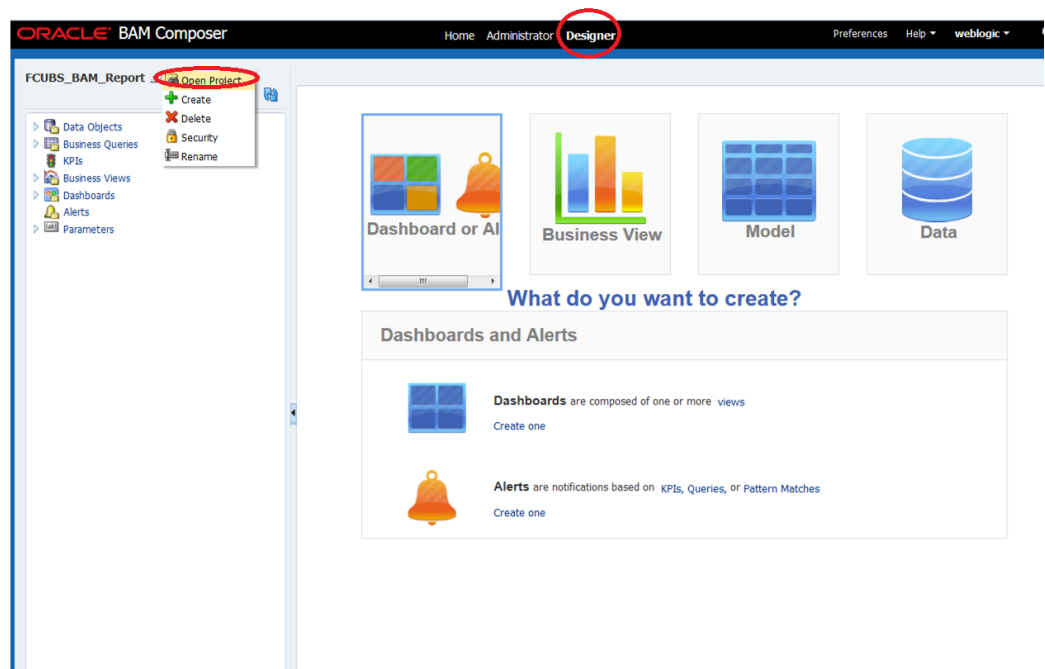 ORACLE BAM Composer
Home Administrator Designer
Preferences Help weblogic
FCUBS_BAM_Report
Open Project
Create
Delete
Security
Rename
Data Objects
Business Queries
KPIs
Business Views
Dashboards
Alerts
Parameters
Dashboard or Al
Business View
Model
Data
What do you want to create?
Dashboards and Alerts
Dashboards are composed of one or more views
Create one
Alerts are notifications based on KPIs, Queries, or Pattern Matches
Create one